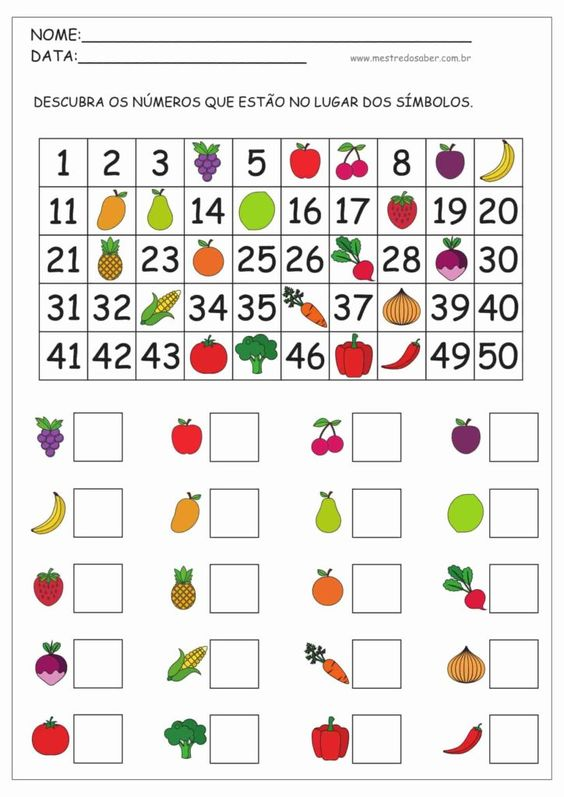 NOME:
DATA:
www.mestredosaber.com.br
DESCUBRA OS NÚMEROS QUE ESTÃO NO LUGAR DOS SÍMBOLOS.
1 2 3 5 8
11 14 16 17 19 20
21 23 25 26 28 30
31 32 34 35 37 39 40
41 42 43 46 49 50